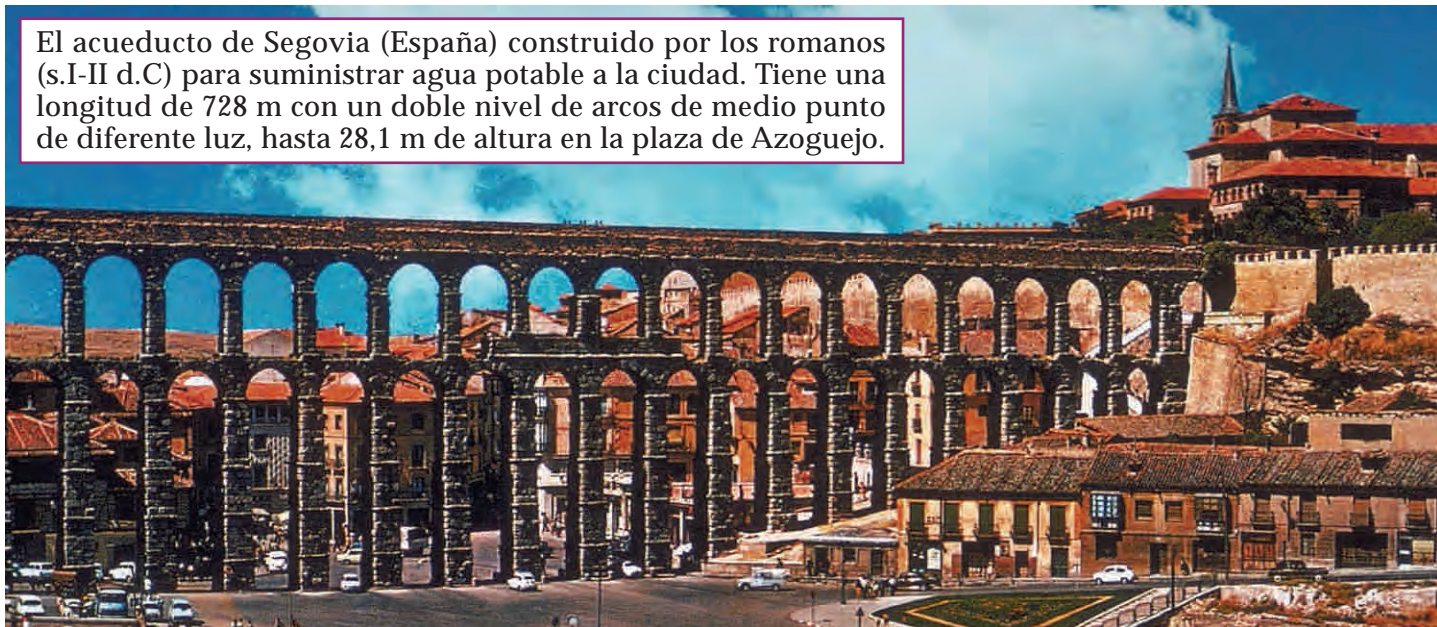 El acueducto de Segovia (España) construido por los romanos
(s.I-II d.C) para suministrar agua potable a la ciudad. Tiene una
longitud de 728 m con un doble nivel de arcos de medio punto
de diferente luz, hasta 28,1 m de altura en la plaza de Azoguejo.